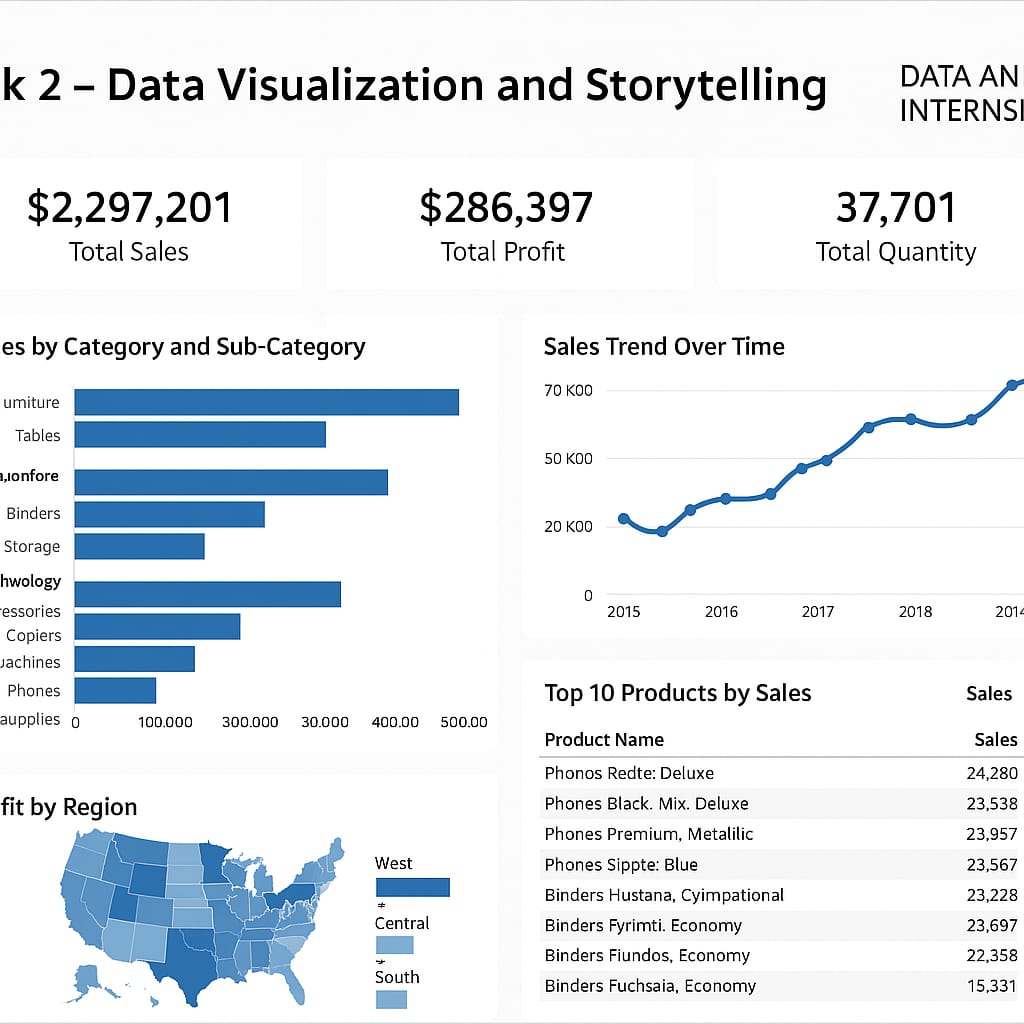 k 2 – Data Visualization and Storytelling
DATA AN
INTERNSI
$2,297,201
Total Sales
$286,397
Total Profit
37,701
Total Quantity
es by Category and Sub-Category
urniture
Tables
Binders
Storage
hwology
ressories
Copiers
achines
Phones
aupplies
0 100.000 300.000 30.000 400.00 500.00
Sales Trend Over Time
70 K00
50 K00
20 K00
0
2015 2016 2017 2018 2014
fit by Region
West
Central
South
Top 10 Products by Sales Sales
Product Name Sales
Phonos Redte: Deluxe 24,280
Phones Black. Mix. Deluxe 23,538
Phones Premium, Metalilic 23,957
Phones Sippte: Blue 23,567
Binders Hustana, Cyimpational 23,228
Binders Fyrimti. Economy 23,697
Binders Fiundos, Economy 22,358
Binders Fuchsaia, Economy 15,331